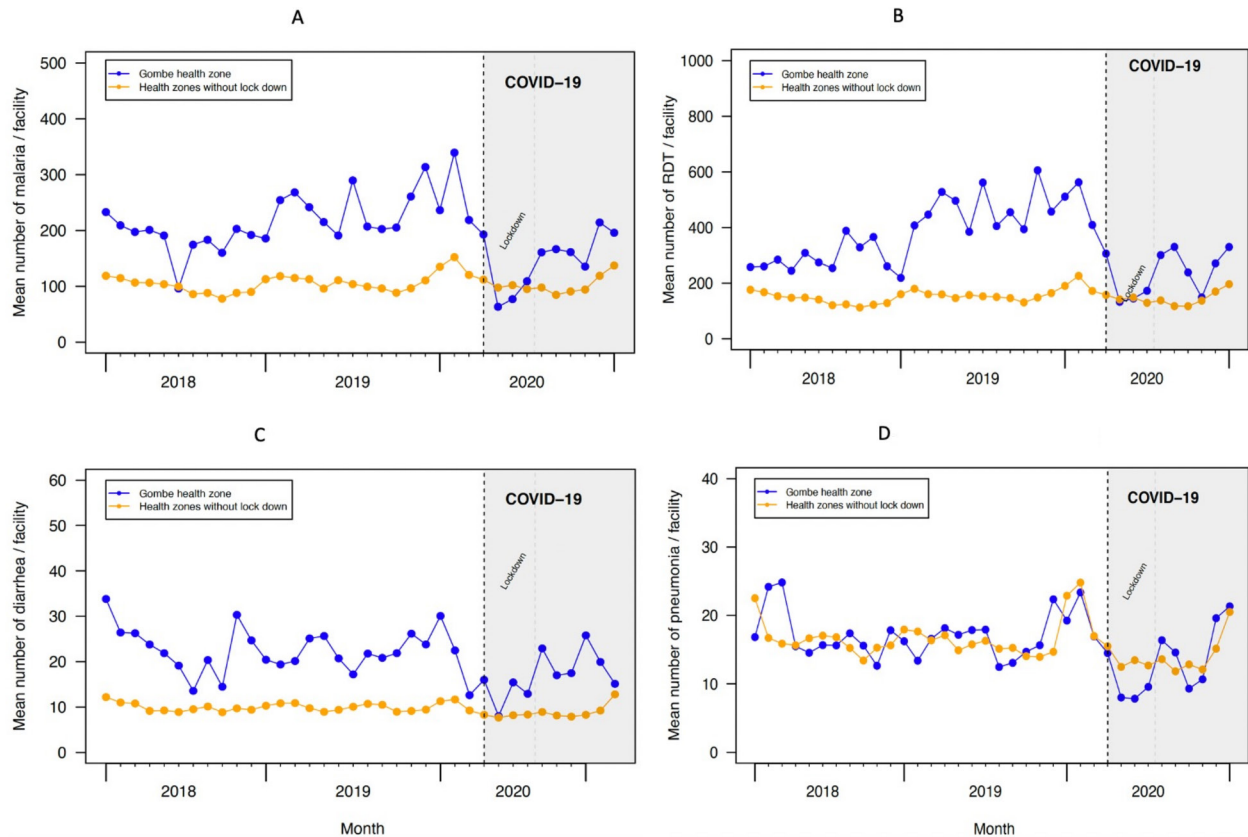 A
Mean number of malaria / facility
500
400
300
200
100
0
Gombe health zone
Health zones without lock down
COVID–19
Lockdown
2018
2019
2020
B
Mean number of RDT / facility
1000
800
600
400
200
0
Gombe health zone
Health zones without lock down
COVID–19
Lockdown
2018
2019
2020
C
Mean number of diarrhea / facility
60
50
40
30
20
10
0
Gombe health zone
Health zones without lock down
COVID–19
Lockdown
2018
2019
2020
Month
D
Mean number of pneumonia / facility
40
30
20
10
0
Gombe health zone
Health zones without lock down
COVID–19
Lockdown
2018
2019
2020
Month